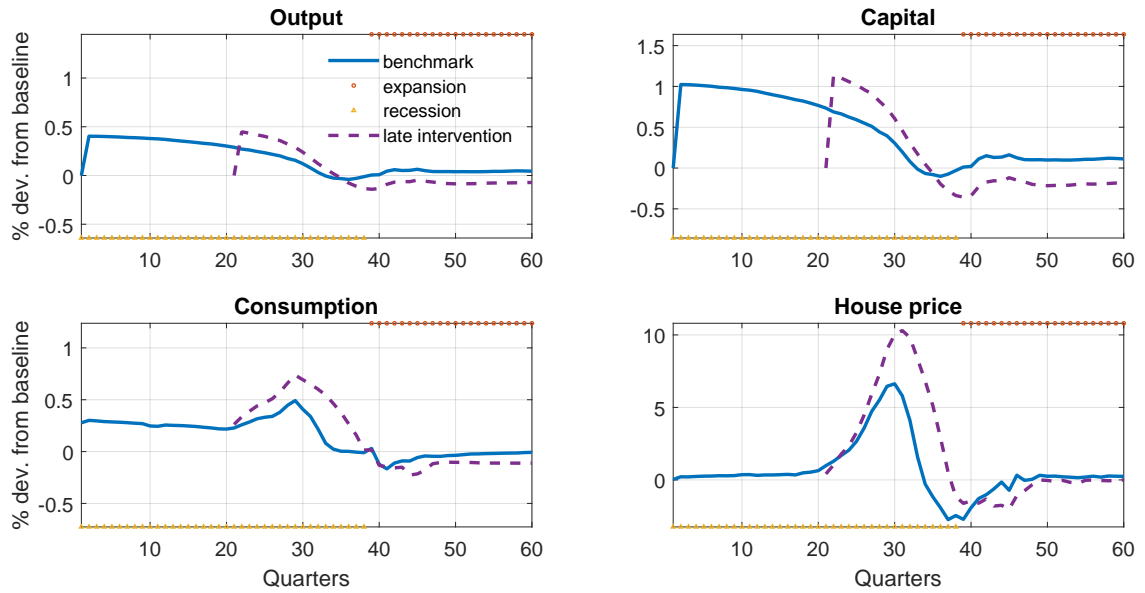 Output
% dev. from baseline
1
0.5
0
-0.5
10 20 30 40 50 60
benchmark
expansion
recession
late intervention
Capital
1.5
1
0.5
0
-0.5
10 20 30 40 50 60
Consumption
% dev. from baseline
1
0.5
0
-0.5
10 20 30 40 50 60
Quarters
House price
10
5
0
10 20 30 40 50 60
Quarters